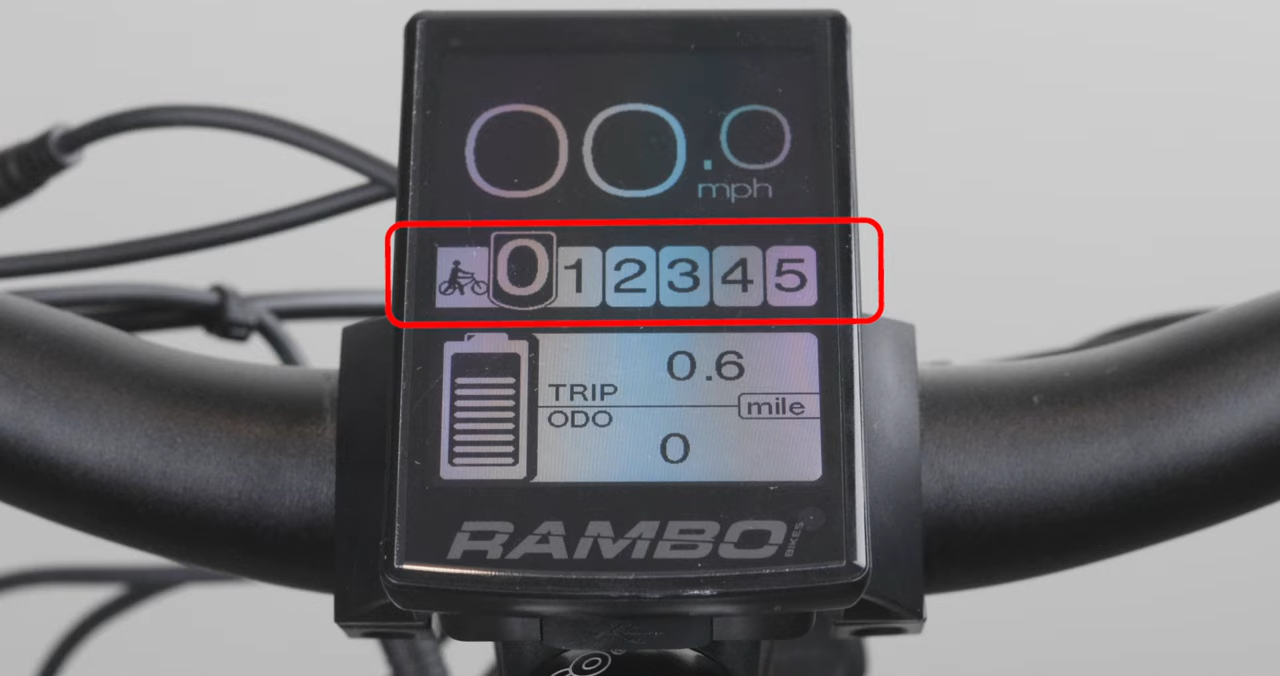 00.0
mph
0 1 2 3 4 5
0.6
TRIP
mile
ODO
0
RAMBO BIKES